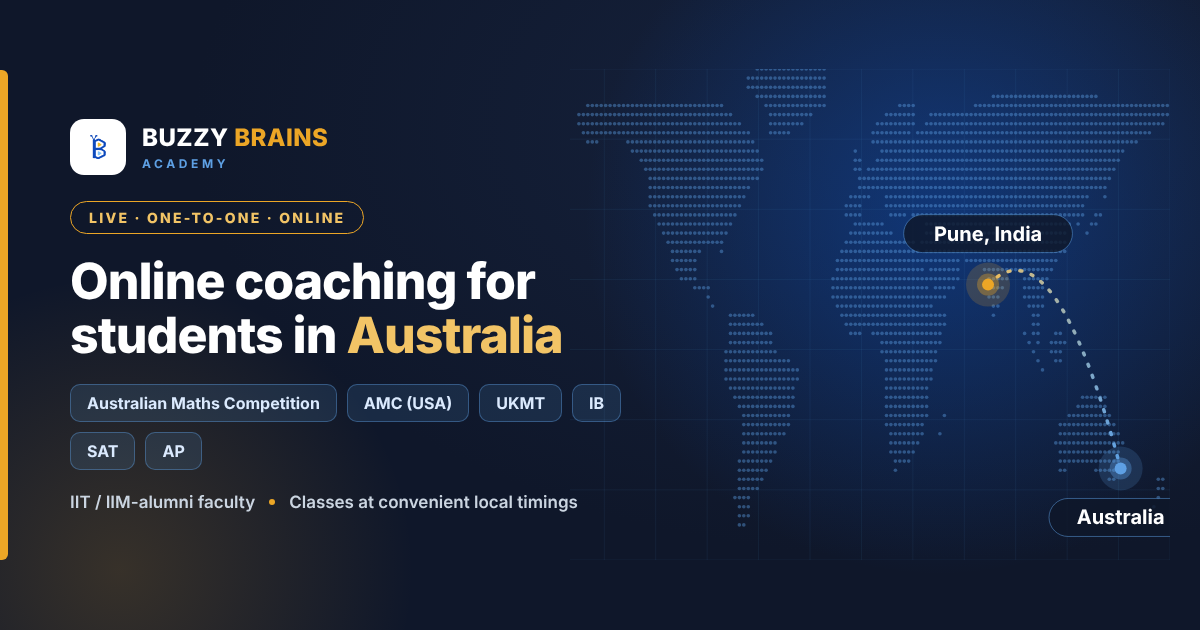 BUZZY BRAINS
ACADEMY
LIVE · ONE-TO-ONE · ONLINE
Online coaching for
students in Australia
Australian Maths Competition AMC (USA) UKMT IB
SAT AP
IIT / IIM-alumni faculty • Classes at convenient local timings
Pune, India
Australia